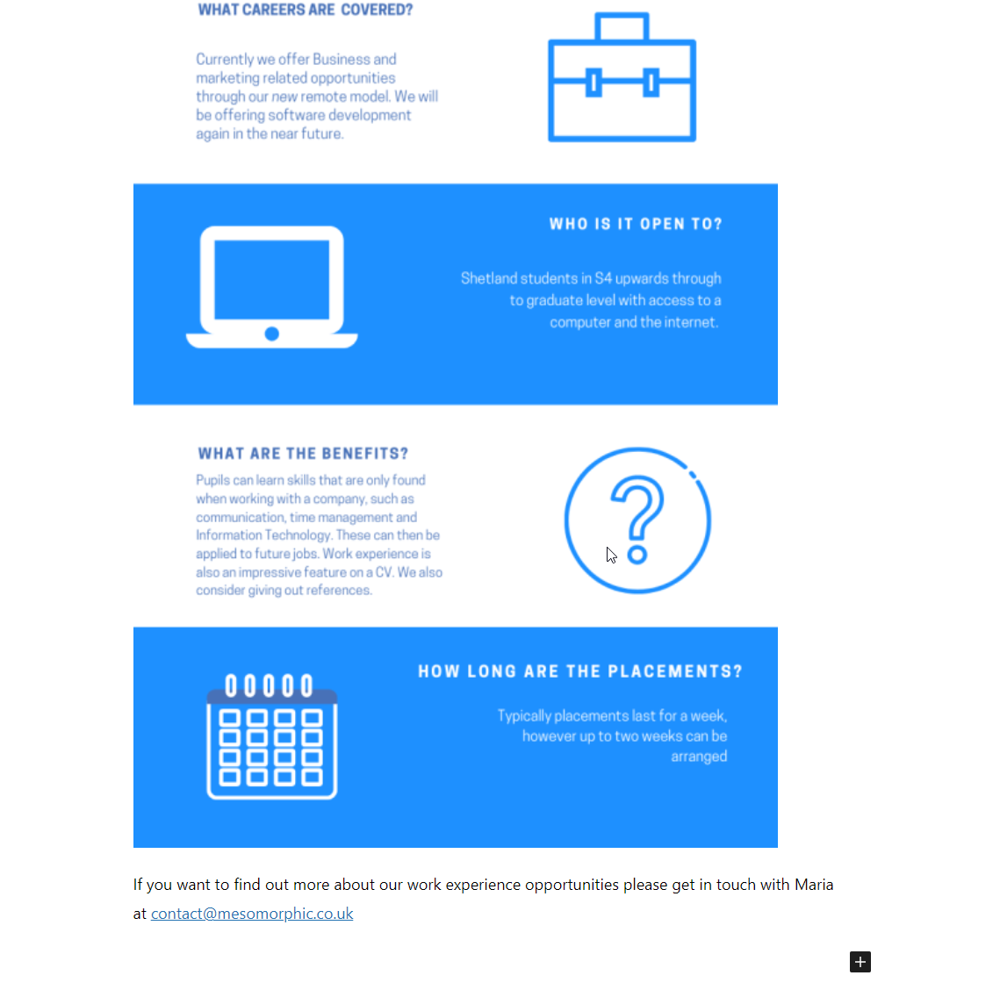 WHAT CAREERS ARE COVERED?
Currently we offer Business and
marketing related opportunities
through our new remote model. We will
be offering software development
again in the near future.
WHO IS IT OPEN TO?
Shetland students in S4 upwards through
to graduate level with access to a
computer and the internet.
WHAT ARE THE BENEFITS?
Pupils can learn skills that are only found
when working with a company, such as
communication, time management and
Information Technology. These can then be
applied to future jobs. Work experience is
also an impressive feature on a CV. We also
consider giving out references.
HOW LONG ARE THE PLACEMENTS?
Typically placements last for a week,
however up to two weeks can be
arranged
If you want to find out more about our work experience opportunities please get in touch with Maria
at contact@mesomorphic.co.uk